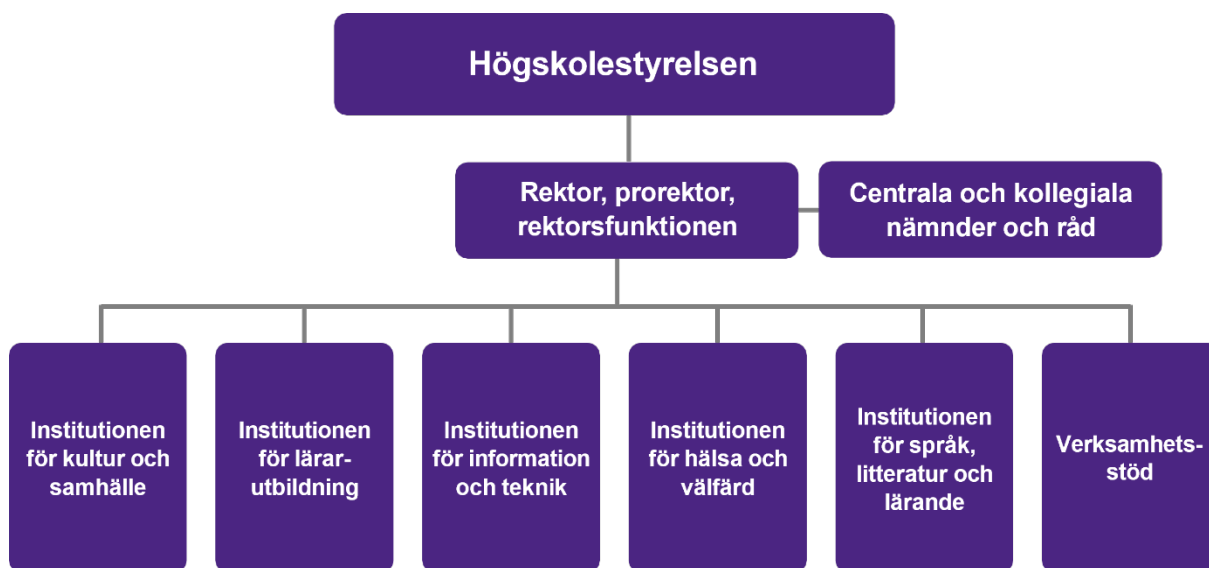 Högskolestyrelsen
Rektor, prorektor,
rektorsfunktionen
Centrala och kollegiala
nämnder och råd
Institutionen
för kultur och
samhälle
Institutionen
för lärar-
utbildning
Institutionen
för information
och teknik
Institutionen
för hälsa och
välfärd
Institutionen
för språk,
litteratur och
lärande
Verksamhets-
stöd